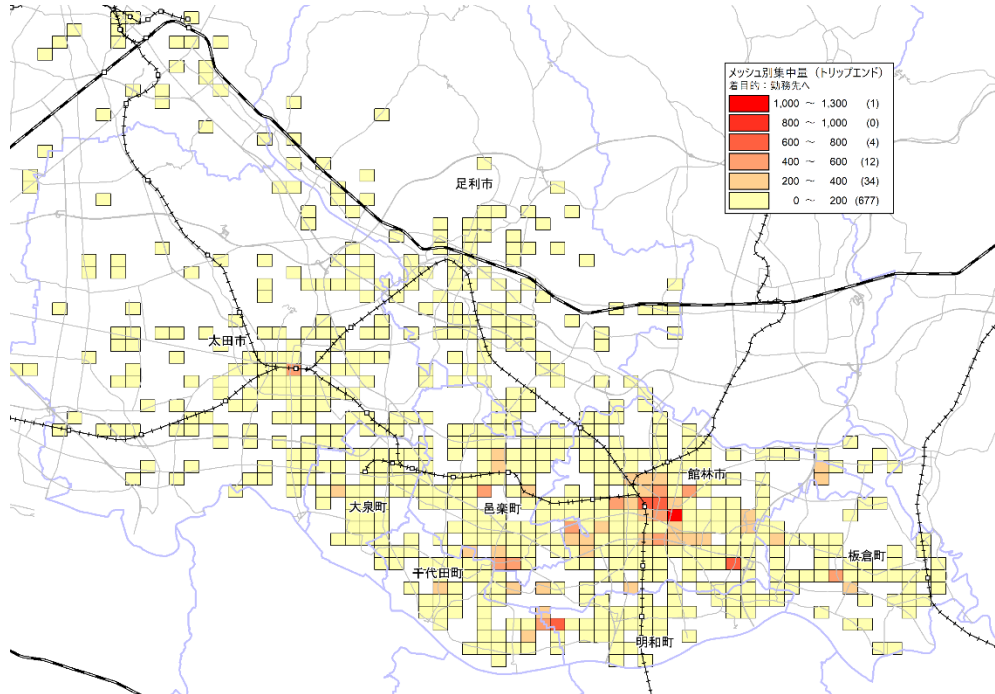 メッシュ別集中量 (トリップエンド)
着目的:勤務先へ
1,000 ～ 1,300 (1)
800 ～ 1,000 (0)
600 ～ 800 (4)
400 ～ 600 (12)
200 ～ 400 (34)
0 ～ 200 (677)
足利市
太田市
館林市
大泉町
邑楽町
板倉町
千代田町
明和町